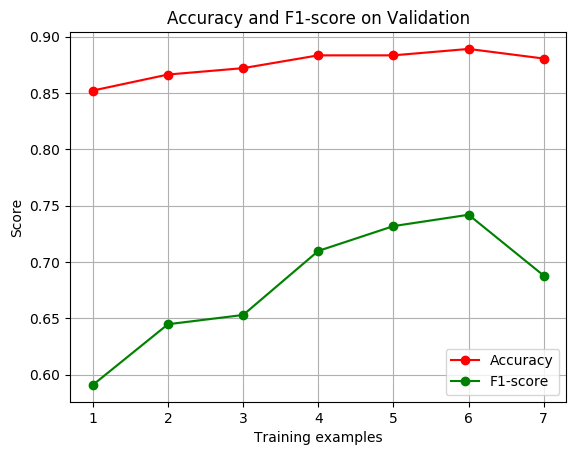 Accuracy and F1-score on Validation
0.90
0.85
0.80
0.75
0.70
0.65
0.60
Score
Accuracy
F1-score
1 2 3 4 5 6 7
Training examples